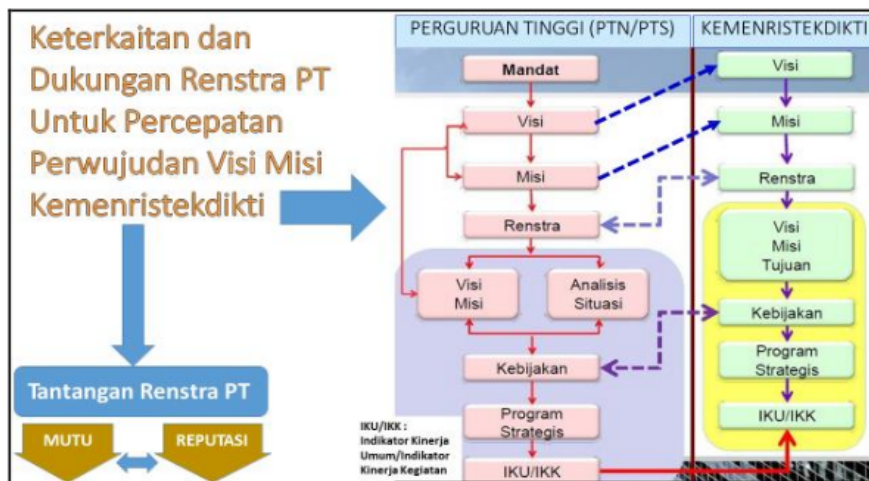 Keterkaitan dan
Dukungan Renstra PT
Untuk Percepatan
Perwujudan Visi Misi
Kemenristekdikti
Tantangan Renstra PT
MUTU
REPUTASI
PERGURUAN TINGGI (PTN/PTS)
Mandat
Visi
Misi
Renstra
Visi
Misi
Analisis
Situasi
Kebijakan
Program
Strategis
IKU/IKK
IKU/IKK :
Indikator Kinerja
Umum/Indikator
Kinerja Kegiatan
KEMENRISTEKDIKTI
Visi
Misi
Renstra
Visi
Misi
Tujuan
Kebijakan
Program
Strategis
IKU/IKK